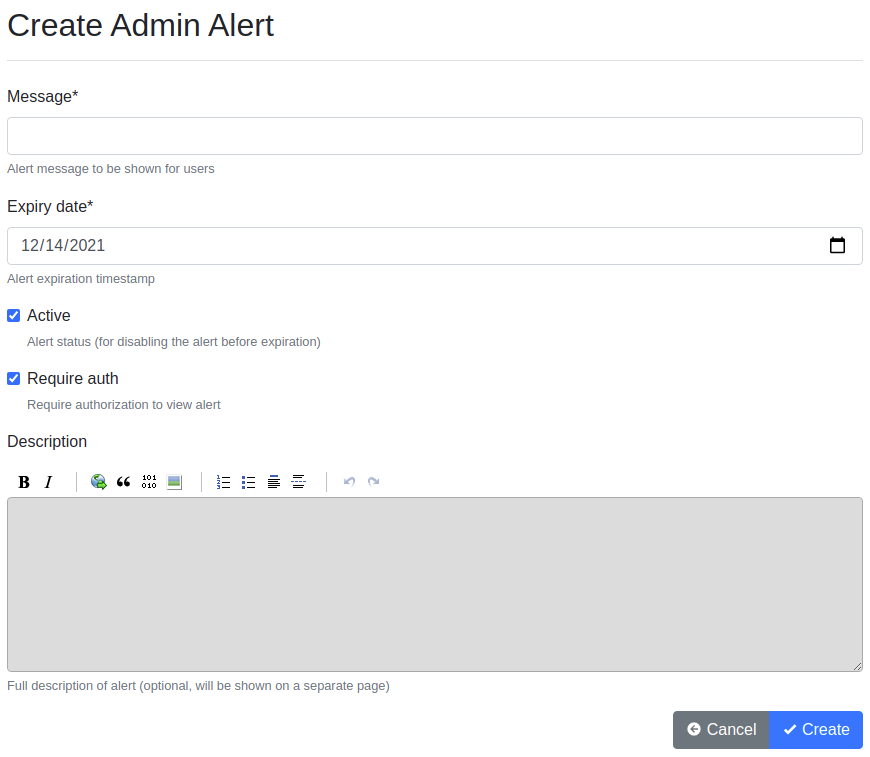 Create Admin Alert
Message*
Alert message to be shown for users
Expiry date*
12/14/2021
Alert expiration timestamp
Active
Alert status (for disabling the alert before expiration)
Require auth
Require authorization to view alert
Description
B I
Full description of alert (optional, will be shown on a separate page)
Cancel Create